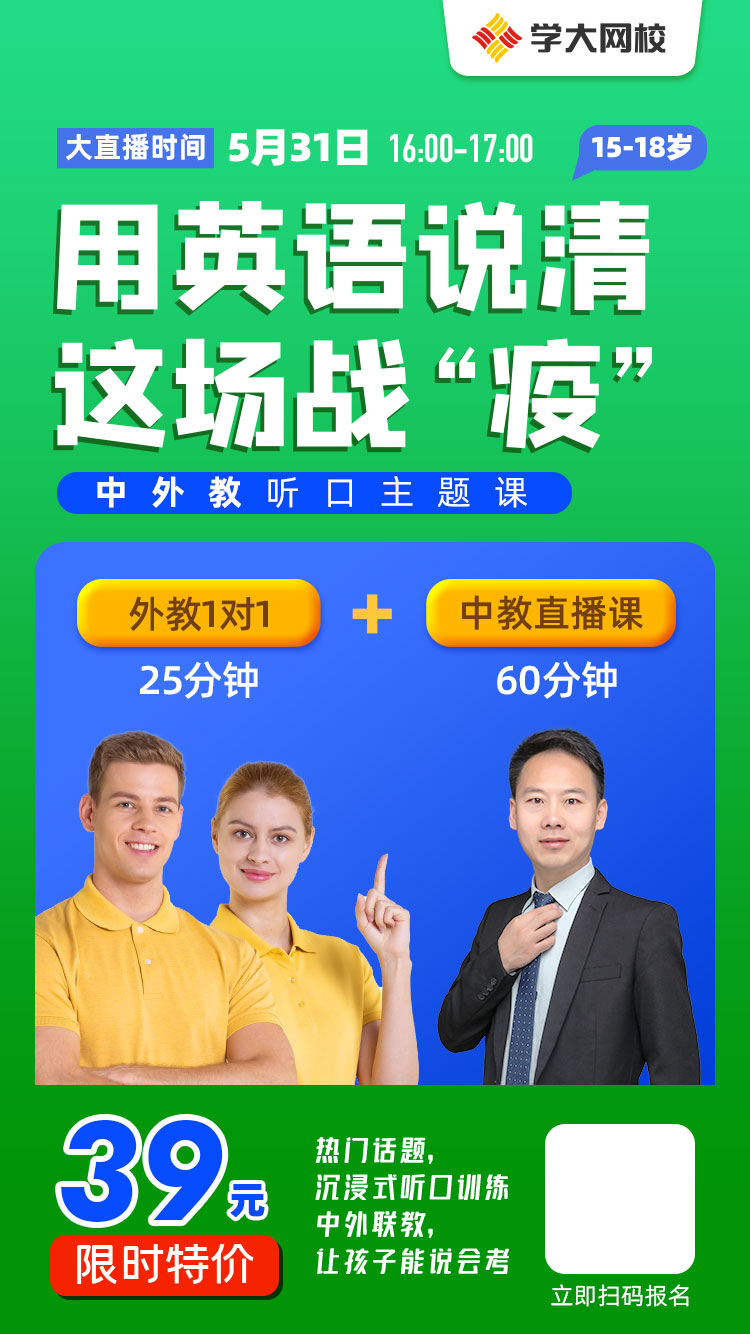 学大网校
大直播时间 5月31日 16:00-17:00 15-18岁
用英语说清
这场战“疫”
中外教听口主题课
外教1对1 + 中教直播课
25分钟 60分钟
39元
限时特价
热门话题,
沉浸式听口训练
中外联教,
让孩子能说会考
立即扫码报名